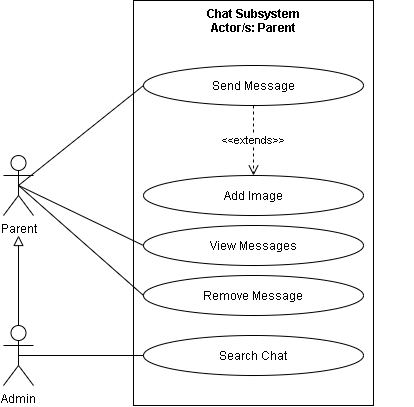 Chat Subsystem
Actor/s: Parent
Send Message
<<extends>>
Add Image
Parent
View Messages
Remove Message
Search Chat
Admin